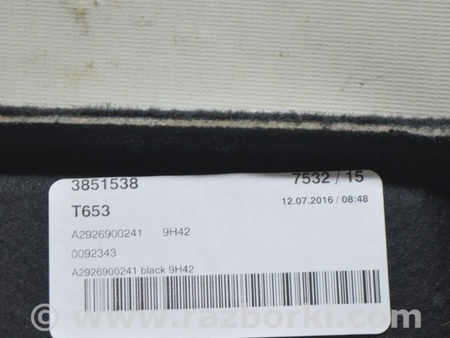 3851538 7532 / 15
T653 12.07.2016 / 08:48
A2926900241 9H42
0092343
A2926900241 black 9H42
© www.razborki.com